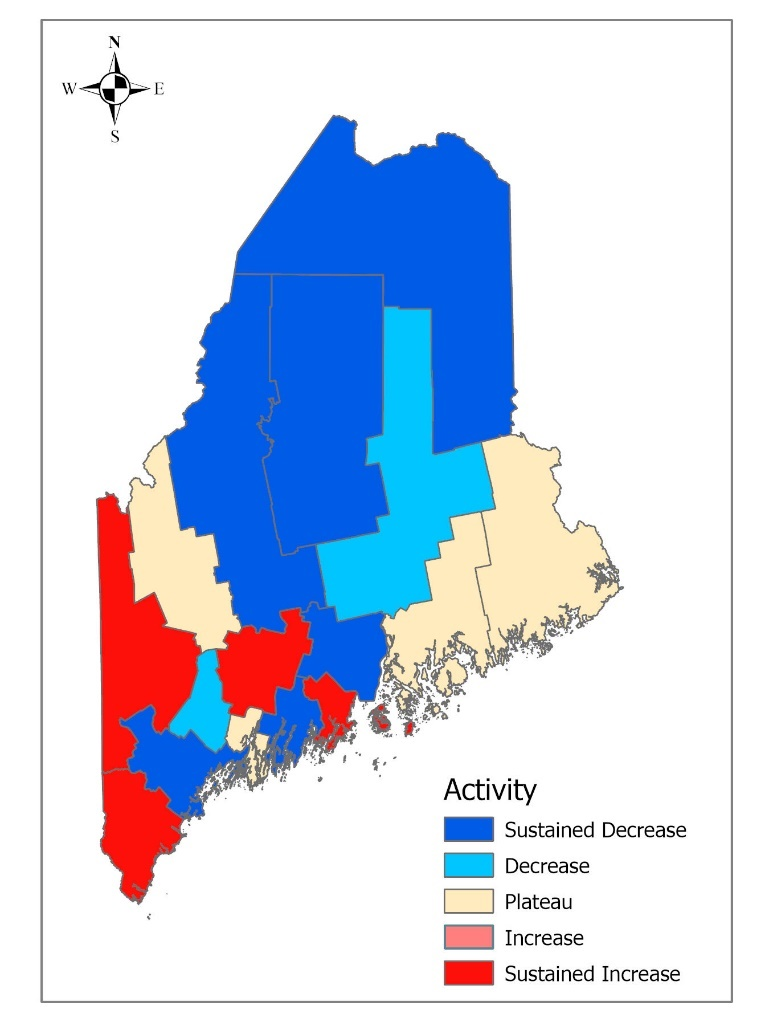 N
W E
S
Activity
Sustained Decrease
Decrease
Plateau
Increase
Sustained Increase